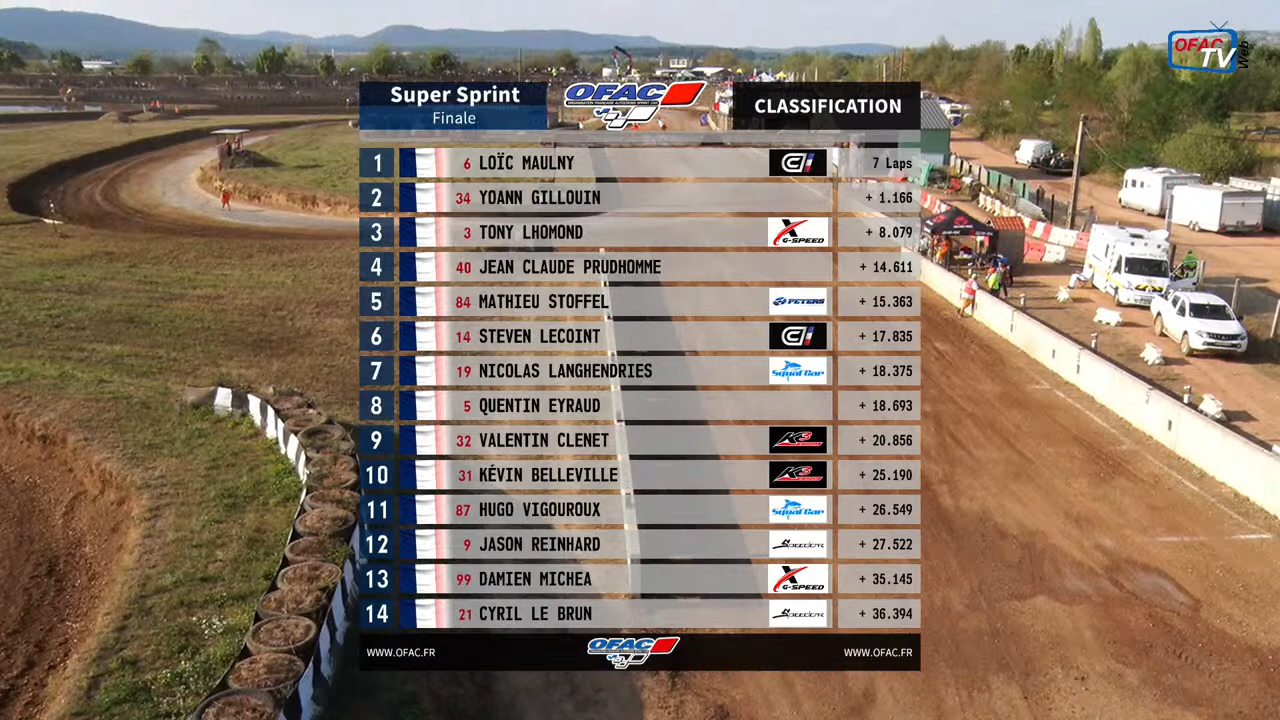 OFAC
TV
Web
Super Sprint
Finale
OFAC
CLASSIFICATION
1 6 LOÏC MAULNY 7 Laps
2 34 YOANN GILLOUIN + 1.166
3 3 TONY LHOMOND X G-SPEED + 8.079
4 40 JEAN CLAUDE PRUDHOMME + 14.611
5 84 MATHIEU STOFFEL PETERS + 15.363
6 14 STEVEN LECOINT + 17.835
7 19 NICOLAS LANGHENDRIES Squal Car + 18.375
8 5 QUENTIN EYRAUD + 18.693
9 32 VALENTIN CLENET K3 + 20.856
10 31 KÉVIN BELLEVILLE K3 + 25.190
11 87 HUGO VIGOUROUX Squal Car + 26.549
12 9 JASON REINHARD Speedcar + 27.522
13 99 DAMIEN MICHEA X G-SPEED + 35.145
14 21 CYRIL LE BRUN Speedcar + 36.394
WWW.OFAC.FR OFAC WWW.OFAC.FR